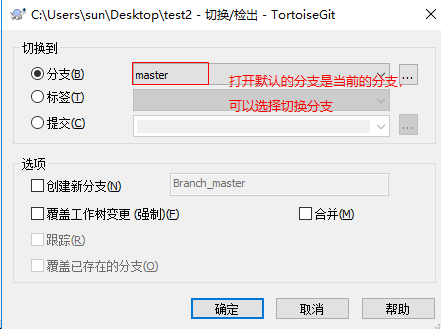 C:\Users\sun\Desktop\test2 - 切换/检出 - TortoiseGit
切换到
分支(B) master ...
打开默认的分支是当前的分支，
标签(T)
可以选择切换分支
提交(C) ...
选项
创建新分支(N) Branch_master
覆盖工作树变更 (强制)(F) 合并(M)
跟踪(R)
覆盖已存在的分支(O)
确定 取消 帮助